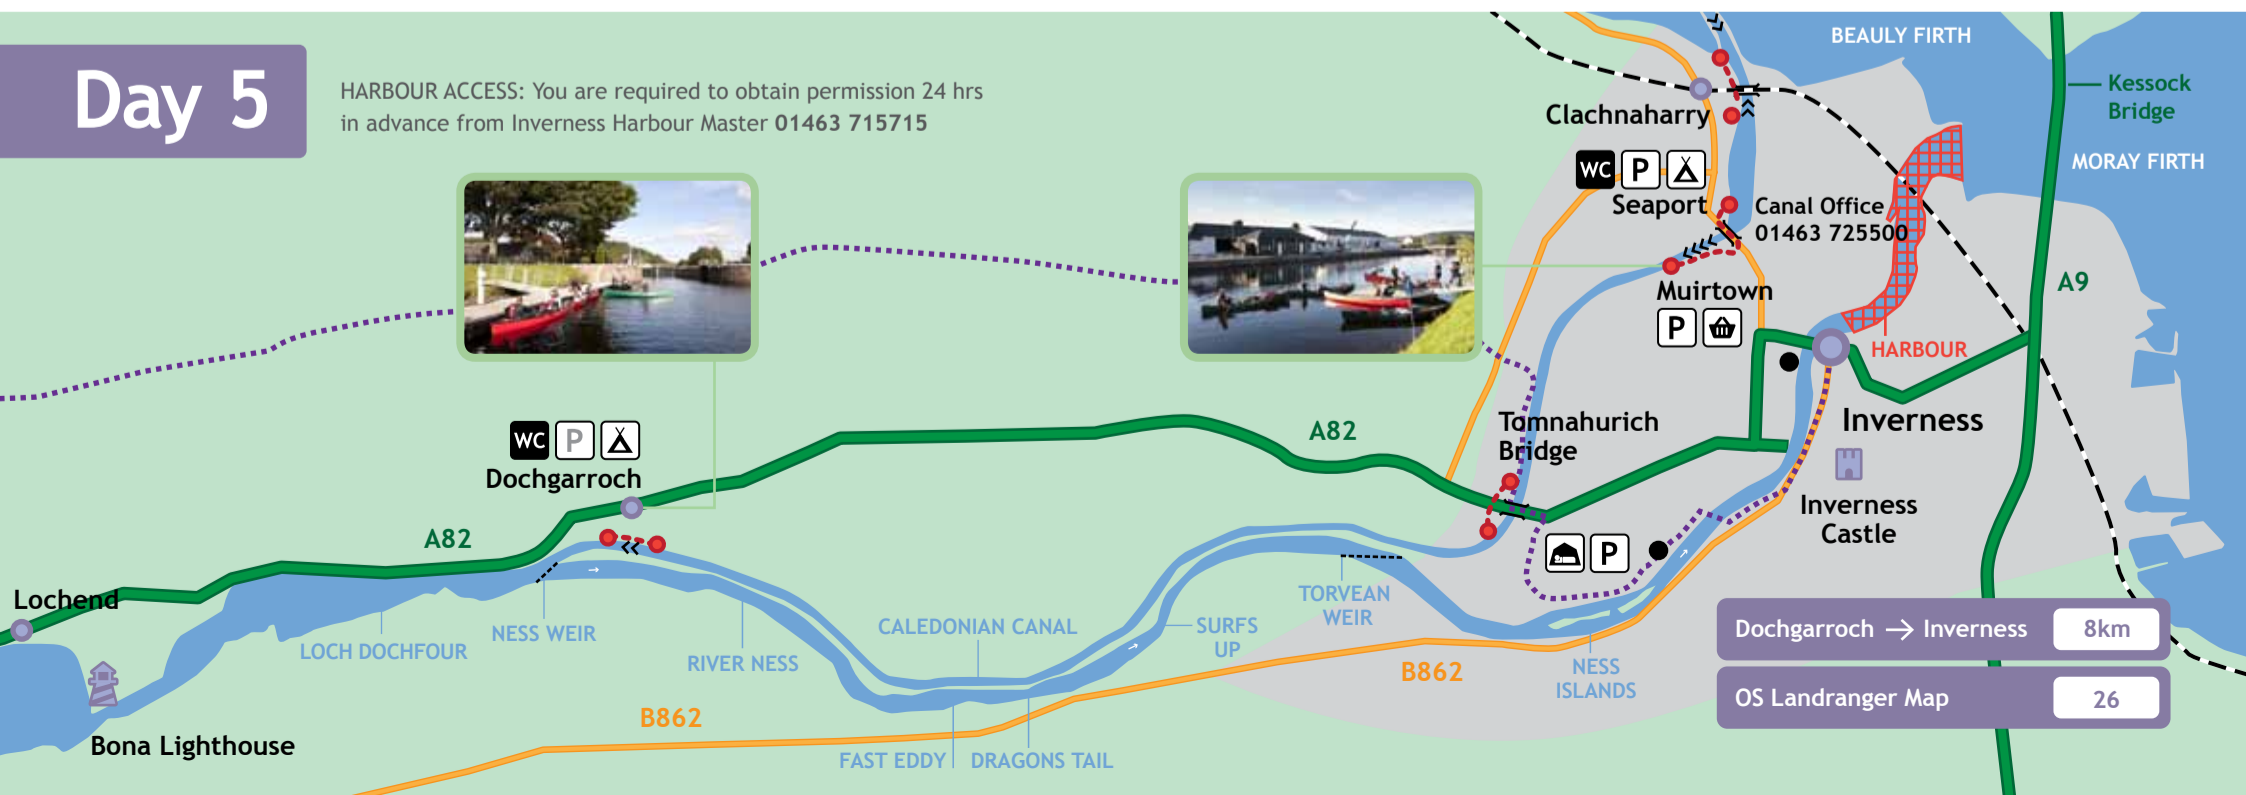 Day 5
HARBOUR ACCESS: You are required to obtain permission 24 hrs
in advance from Inverness Harbour Master 01463 715715
BEAULY FIRTH
Kessock
Bridge
Clachnaharry
MORAY FIRTH
WC P
Seaport
Canal Office
01463 725500
A9
Muirtown
P
HARBOUR
Inverness
Tomnahurich
Bridge
A82
WC P
Dochgarroch
Inverness
Castle
A82
P
Lochend
TORVEAN
WEIR
NESS WEIR
LOCH DOCHFOUR
RIVER NESS
CALEDONIAN CANAL
SURFS
UP
B862
NESS
ISLANDS
Dochgarroch → Inverness 8km
OS Landranger Map 26
B862
Bona Lighthouse
FAST EDDY
DRAGONS TAIL